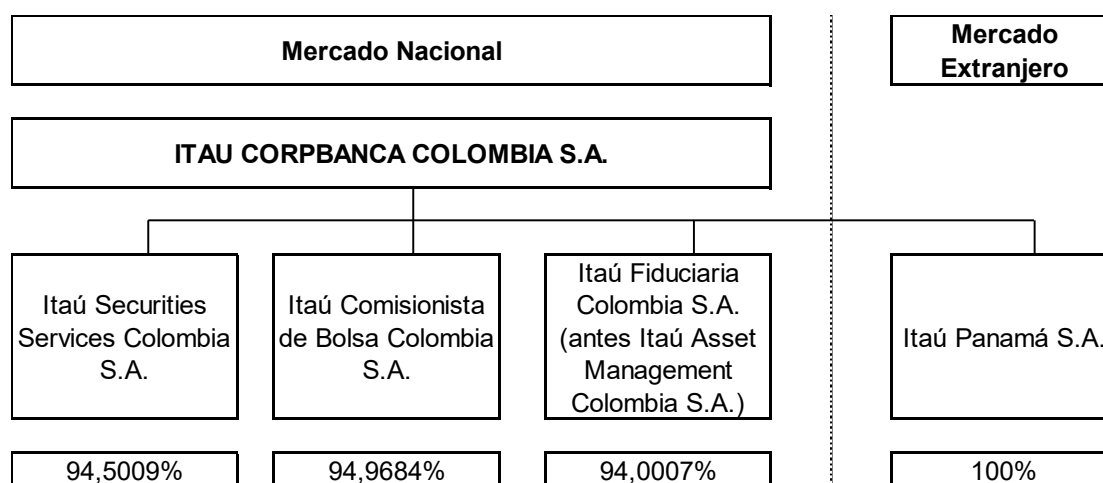 Mercado Nacional
Mercado
Extranjero
ITAU CORPBANCA COLOMBIA S.A.
Itaú Securities
Services Colombia
S.A.
Itaú Comisionista
de Bolsa Colombia
S.A.
Itaú Fiduciaria
Colombia S.A.
(antes Itaú Asset
Management
Colombia S.A.)
Itaú Panamá S.A.
94,5009%
94,9684%
94,0007%
100%